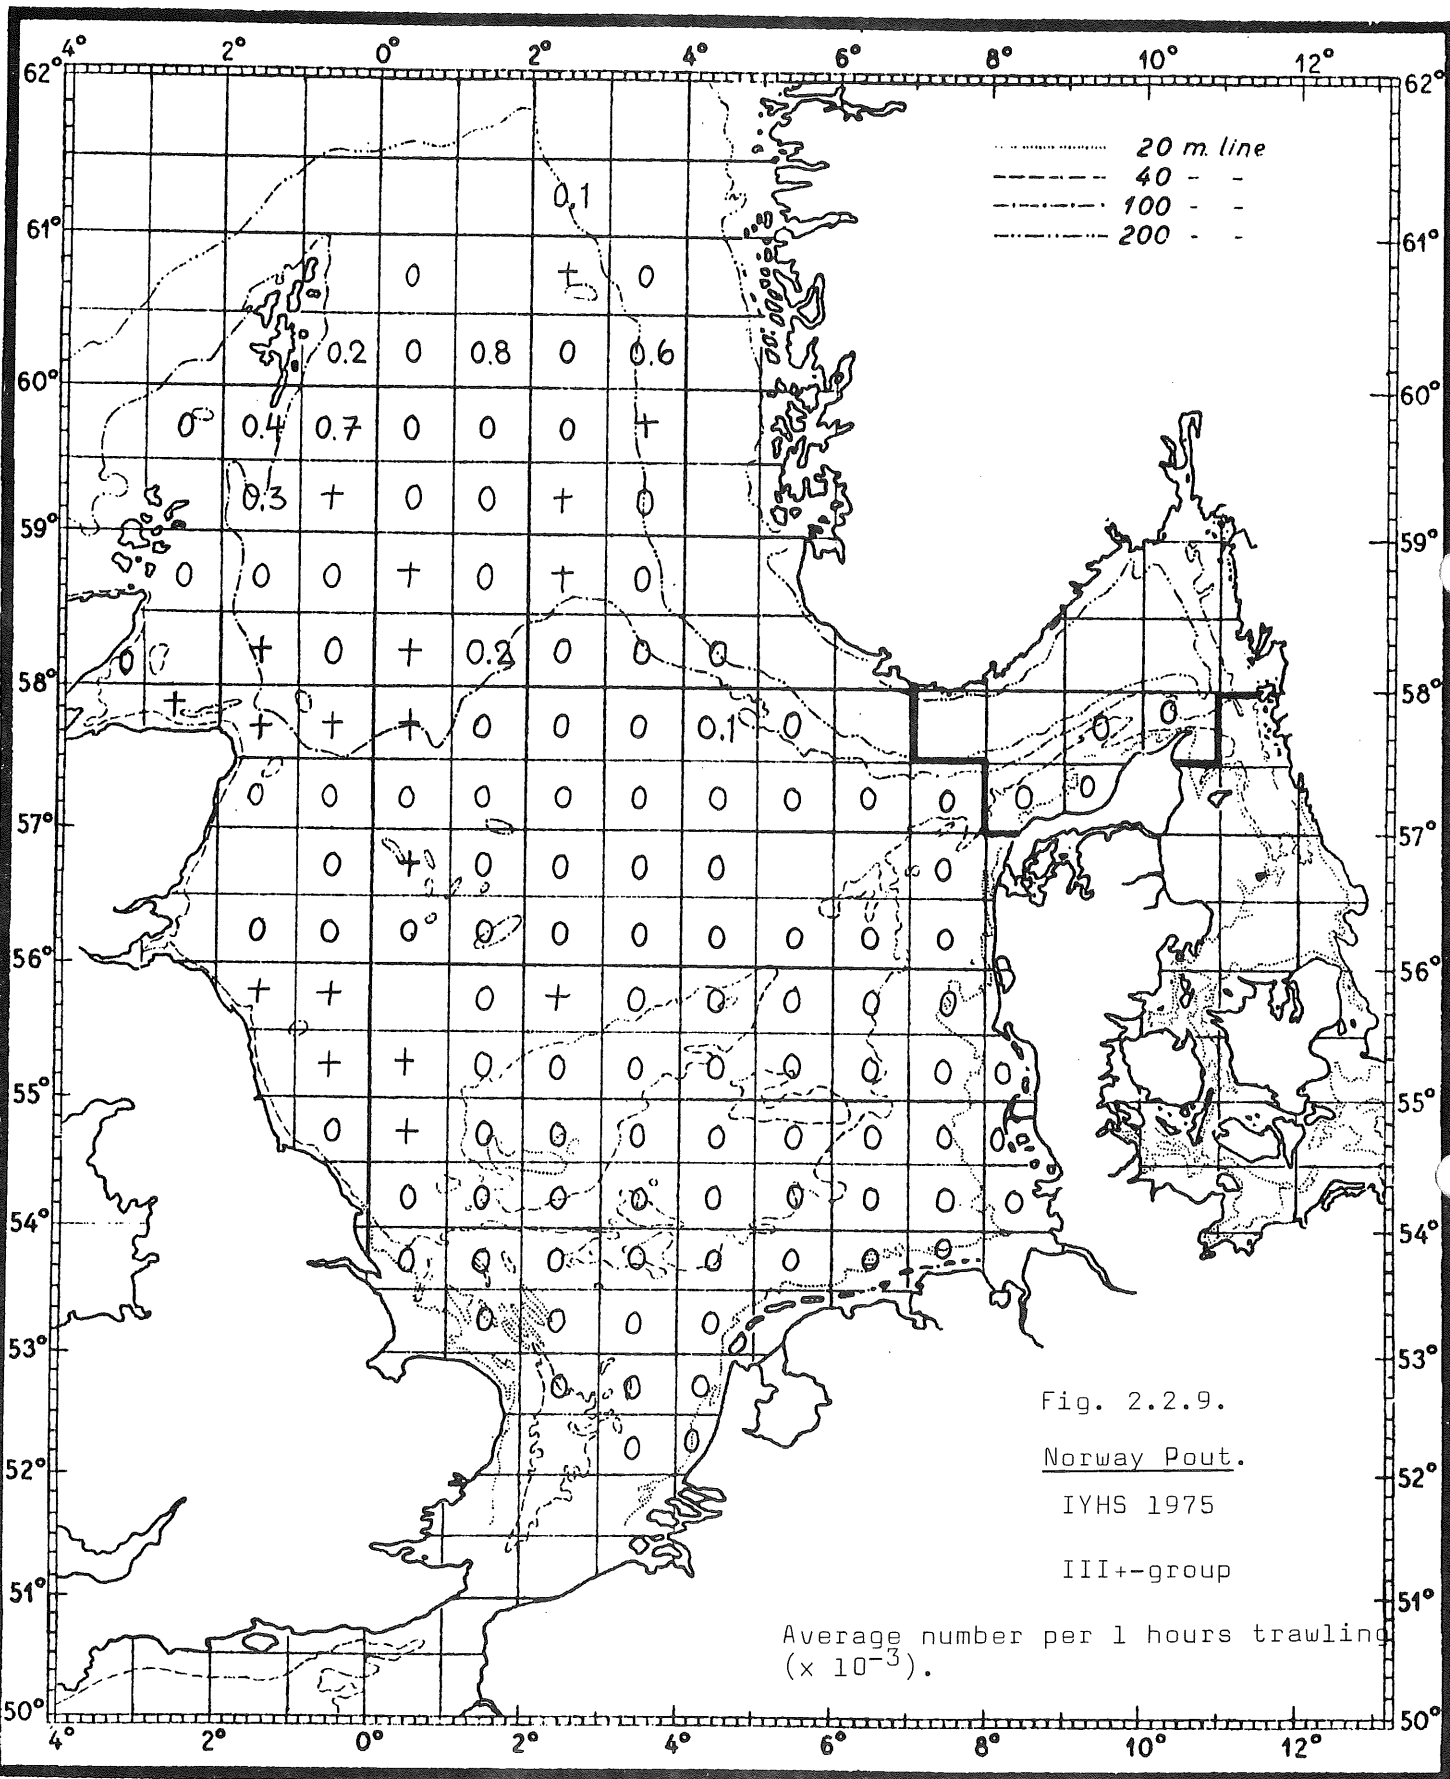 4° 2° 0° 2° 4° 6° 8° 10° 12°
62° 62°
20 m. line
40 - -
100 - -
200 - -
0,1
61° 61°
0 + 0
0.2 0 0.8 0 0.6
60° 60°
0 0.4 0.7 0 0 0 +
0.3 + 0 0 + 0
59° 59°
0 0 0 + 0 + 0
0 + 0 + 0.2 0 0 0
58° 58°
+ + + + 0 0 0 0.1 0 0 0
0 0 0 0 0 0 0 0 0 0 0 0
57° 57°
0 + 0 0 0 0 0
0 0 0 0 0 0 0 0 0 0
56° 56°
+ + 0 + 0 0 0 0 0
+ + 0 0 0 0 0 0 0 0
55° 55°
0 + 0 0 0 0 0 0 0 0
0 0 0 0 0 0 0 0 0
54° 54°
0 0 0 0 0 0 0 0
0 0 0 0
53° 53°
0 0 0
0 0
52° 52°
51° 51°
50° 50°
4° 2° 0° 2° 4° 6° 8° 10° 12°
Fig. 2.2.9.
Norway Pout.
IYHS 1975
III+-group
Average number per 1 hours trawling
(x 10⁻³).